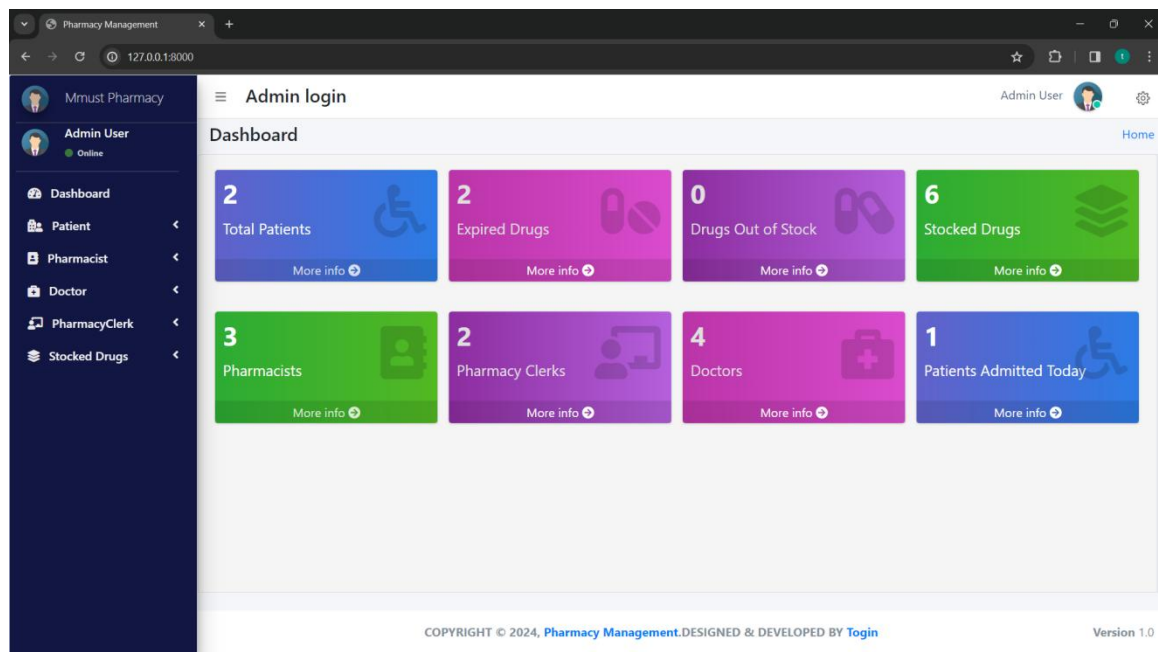 Pharmacy Management
127.0.0.1:8000
t
Mmust Pharmacy
Admin login
Admin User
Admin User
Online
Dashboard
Home
Dashboard
Patient
Pharmacist
Doctor
PharmacyClerk
Stocked Drugs
2
Total Patients
More info
2
Expired Drugs
More info
0
Drugs Out of Stock
More info
6
Stocked Drugs
More info
3
Pharmacists
More info
2
Pharmacy Clerks
More info
4
Doctors
More info
1
Patients Admitted Today
More info
COPYRIGHT © 2024, Pharmacy Management.DESIGNED & DEVELOPED BY Togin
Version 1.0